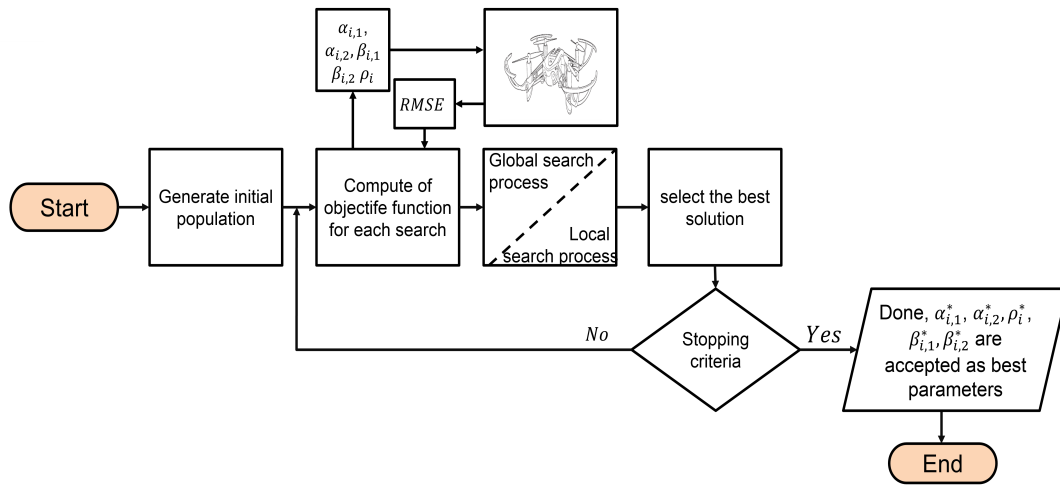 Start
Generate initial
population
α_{i,1},
α_{i,2}, β_{i,1}
β_{i,2} ρ_i
RMSE
Compute of
objectife function
for each search
Global search
process
Local
search process
select the best
solution
Stopping
criteria
No
Yes
Done, α*_{i,1}, α*_{i,2}, ρ*_i,
β*_{i,1}, β*_{i,2} are
accepted as best
parameters
End